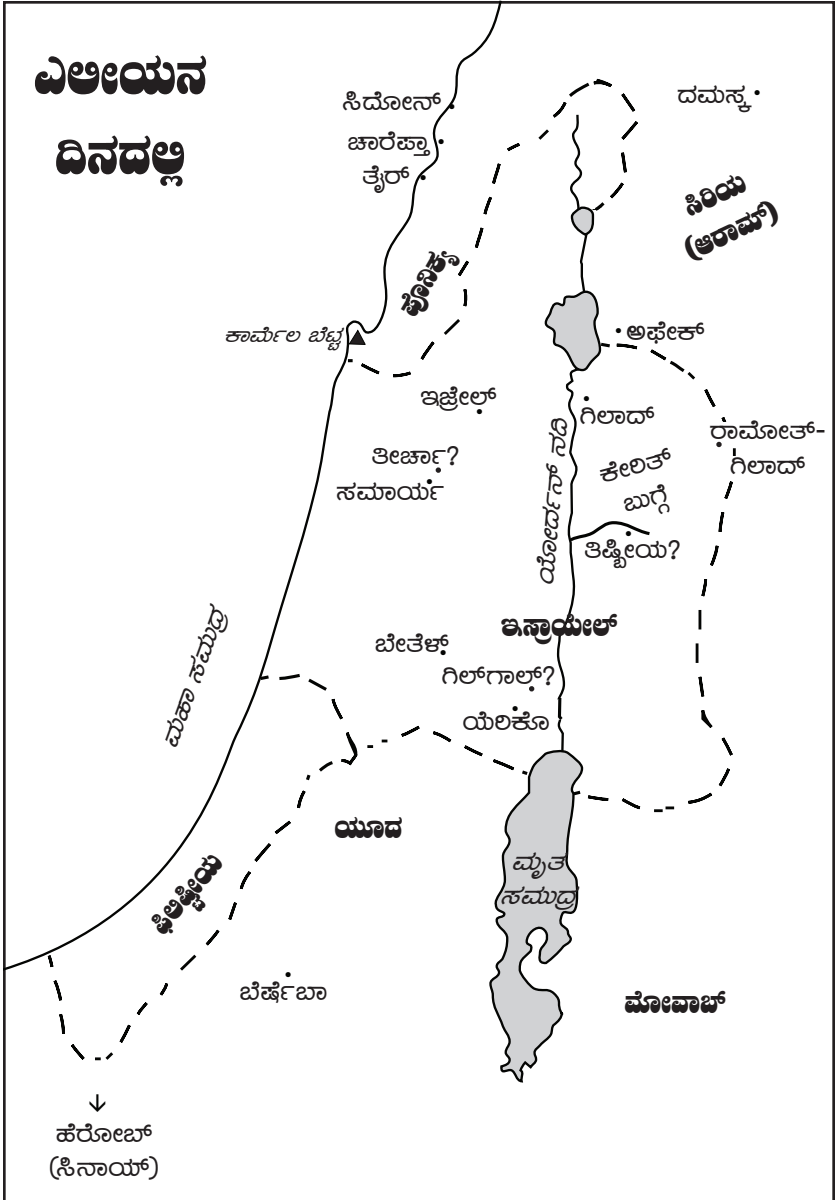 ಎಲೀಯನ
ದಿನದಲ್ಲಿ
ಸಿದೋನ್
ಚಾರೆಪ್ತಾ
ತೈರ್
ದಮಸ್ಕ
ಸಿರಿಯ
(ಆರಾಮ್)
ಕಾರ್ಮೆಲ ಬೆಟ್ಟ
ಅಫೇಕ್
ಇಜ್ರೇಲ್
ಗಿಲಾದ್
ರಾಮೋತ್-
ಗಿಲಾದ್
ತೀರ್ಚಾ?
ಸಮಾರ್ಯ
ಕೇರಿತ್
ಬುಗ್ಗೆ
ಯೋರ್ದನ್ ನದಿ
ತಿಷ್ಬೀಯ?
ಇಸ್ರಾಯೇಲ್
ಮಹಾ ಸಮುದ್ರ
ಬೇತೆಳ್
ಗಿಲ್‌ಗಾಲ್?
ಯೆರಿಕೊ
ಯೂದ
ಮೃತ
ಸಮುದ್ರ
ಫಿಲಿಷ್ಟೀಯ
ಬೆರ್ಷೆಬಾ
ಮೋವಾಬ್
ಹೆರೋಬ್
(ಸಿನಾಯ್)